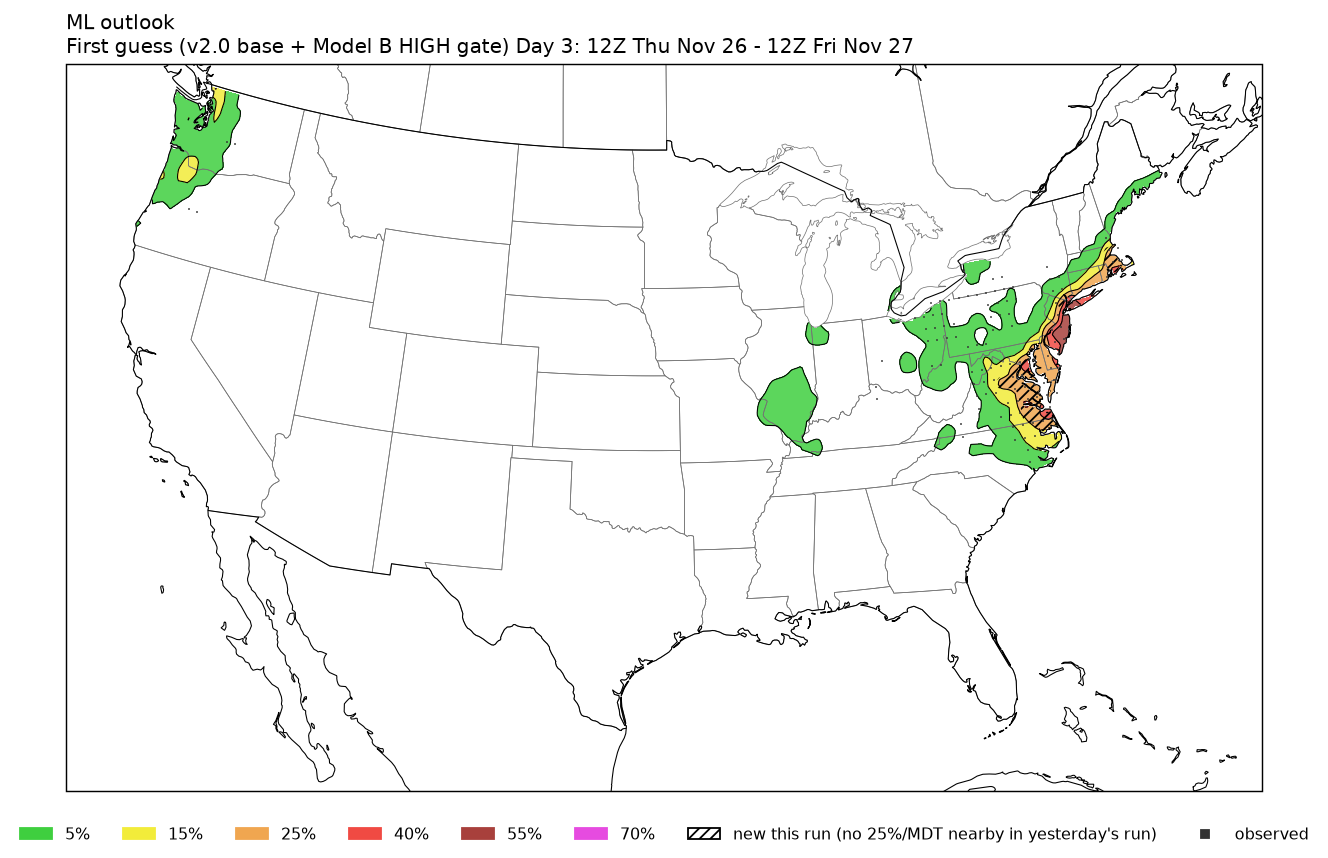 ML outlook
First guess (v2.0 base + Model B HIGH gate) Day 3: 12Z Thu Nov 26 - 12Z Fri Nov 27
5% 15% 25% 40% 55% 70% new this run (no 25%/MDT nearby in yesterday's run) observed